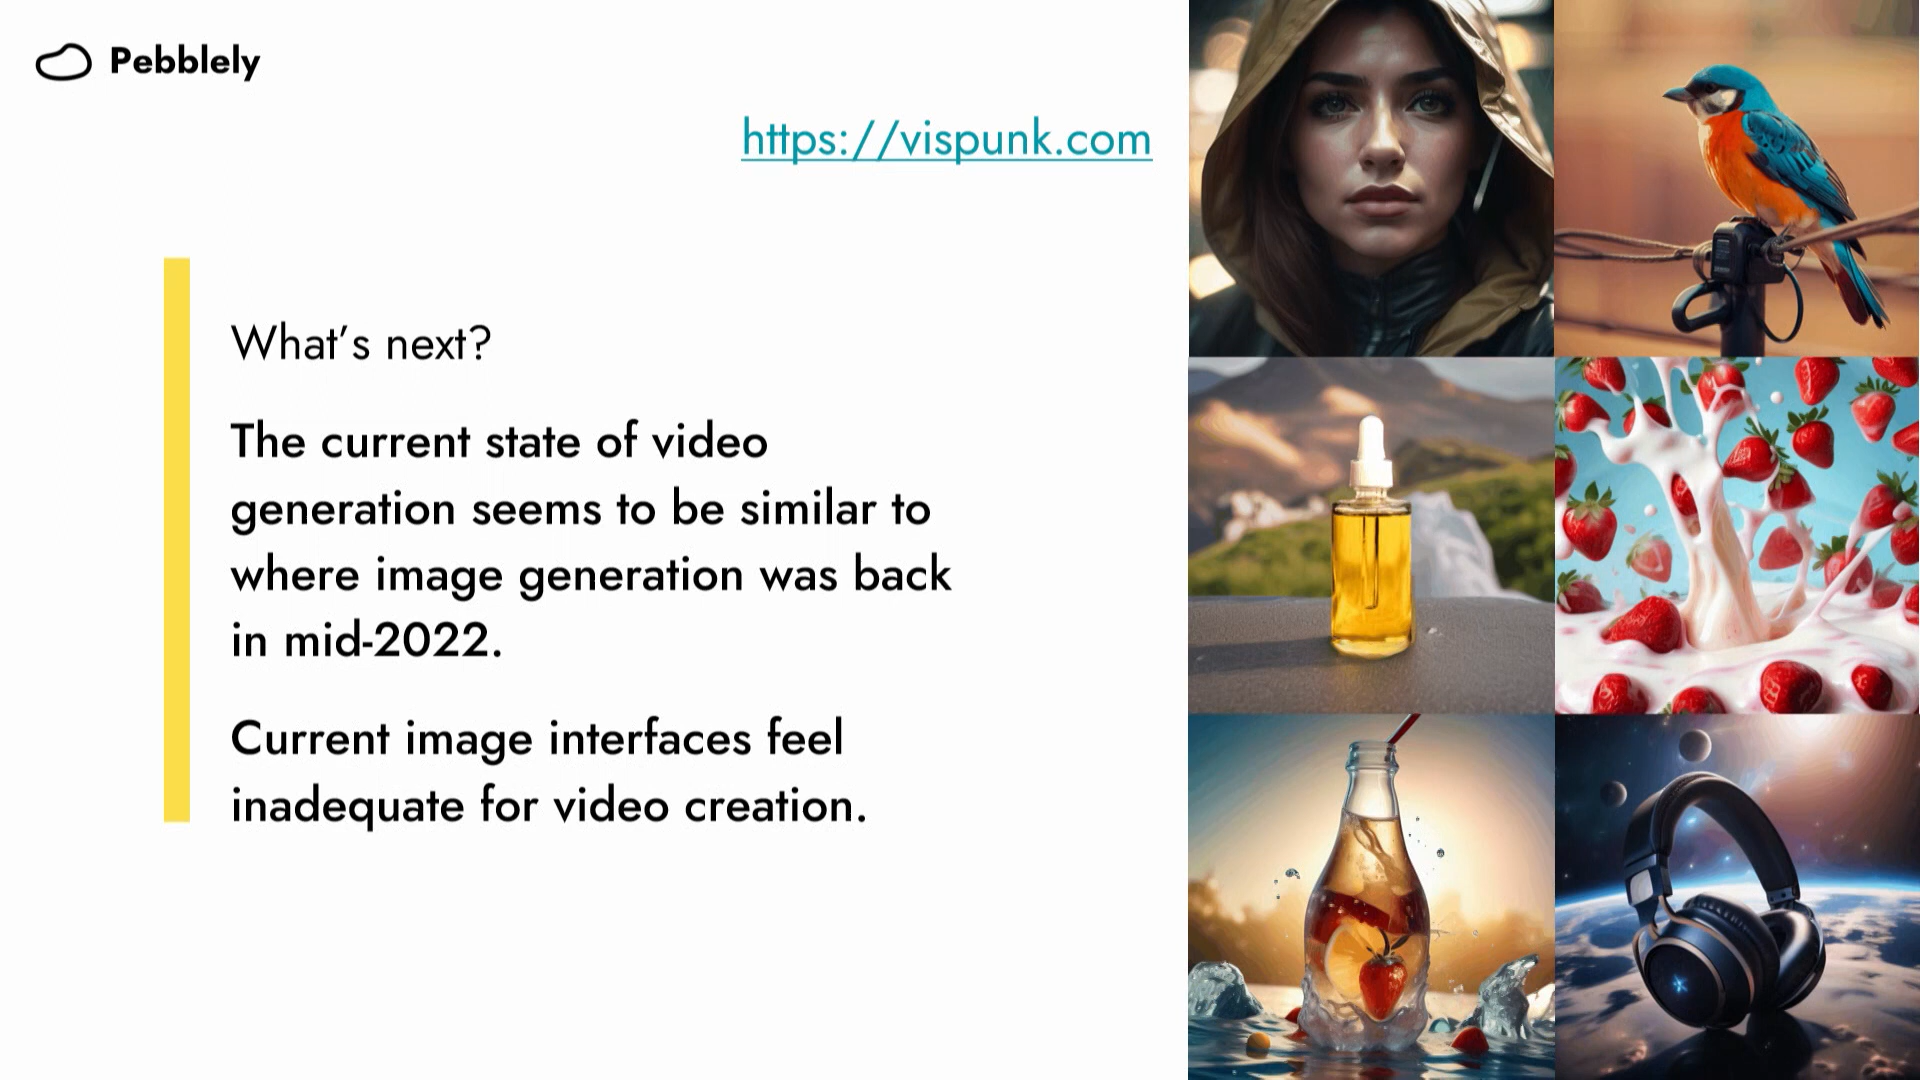 Pebblely
https://vispunk.com
What's next?
The current state of video
generation seems to be similar to
where image generation was back
in mid-2022.
Current image interfaces feel
inadequate for video creation.